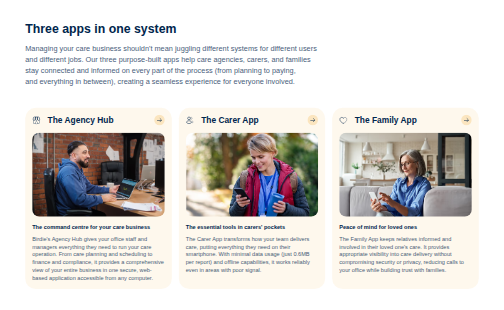 Three apps in one system
Managing your care business shouldn't mean juggling different systems for different users
and different jobs. Our three purpose-built apps help care agencies, carers, and families
stay connected and informed on every part of the process (from planning to paying,
and everything in between), creating a seamless experience for everyone involved.
The Agency Hub
The command centre for your care business
Birdie's Agency Hub gives your office staff and
managers everything they need to run your care
operation. From care planning and scheduling to
finance and compliance, it provides a comprehensive
view of your entire business in one secure, web-
based application accessible from any computer.
The Carer App
The essential tools in carers' pockets
The Carer App transforms how your team delivers
care, putting everything they need on their
smartphone. With minimal data usage (just 0.6MB
per report) and offline capabilities, it works reliably
even in areas with poor signal.
The Family App
Peace of mind for loved ones
The Family App keeps relatives informed and
involved in their loved one's care. It provides
appropriate visibility into care delivery without
compromising security or privacy, reducing calls to
your office while building trust with families.